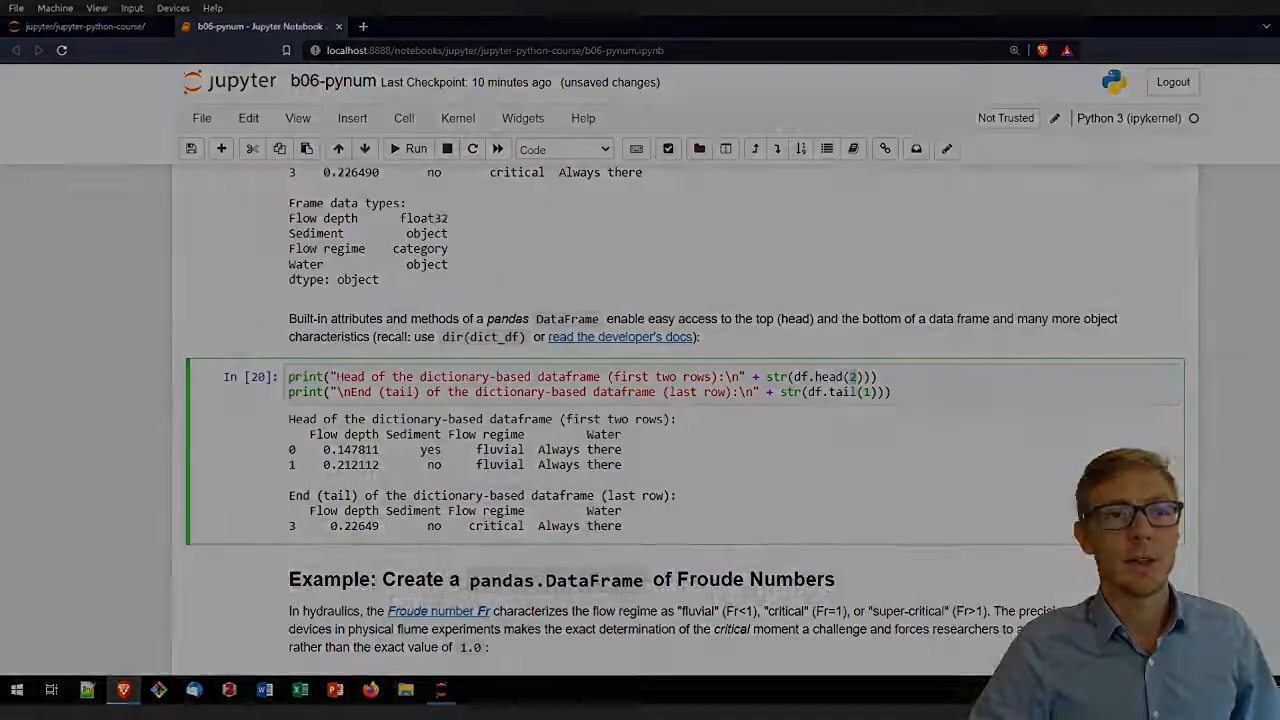 File Machine View Input Devices Help
jupyter/jupyter-python-course/ b06-pynum - Jupyter Notebook
localhost:8888/notebooks/jupyter/jupyter-python-course/b06-pynum.ipynb
jupyter b06-pynum Last Checkpoint: 10 minutes ago (unsaved changes) Logout
File Edit View Insert Cell Kernel Widgets Help Not Trusted Python 3 (ipykernel)
Run Code
3 0.226490 no critical Always there
Frame data types:
Flow depth float32
Sediment object
Flow regime category
Water object
dtype: object
Built-in attributes and methods of a pandas DataFrame enable easy access to the top (head) and the bottom of a data frame and many more object
characteristics (recall: use dir(dict_df) or read the developer's docs):
In [20]: print("Head of the dictionary-based dataframe (first two rows):\n" + str(df.head(2)))
print("\nEnd (tail) of the dictionary-based dataframe (last row):\n" + str(df.tail(1)))
Head of the dictionary-based dataframe (first two rows):
Flow depth Sediment Flow regime Water
0 0.147811 yes fluvial Always there
1 0.212112 no fluvial Always there
End (tail) of the dictionary-based dataframe (last row):
Flow depth Sediment Flow regime Water
3 0.22649 no critical Always there
Example: Create a pandas.DataFrame of Froude Numbers
In hydraulics, the Froude number Fr characterizes the flow regime as "fluvial" (Fr<1), "critical" (Fr=1), or "super-critical" (Fr>1). The
devices in physical flume experiments makes the exact determination of the critical moment a challenge and forces researchers to
rather than the exact value of 1.0 :